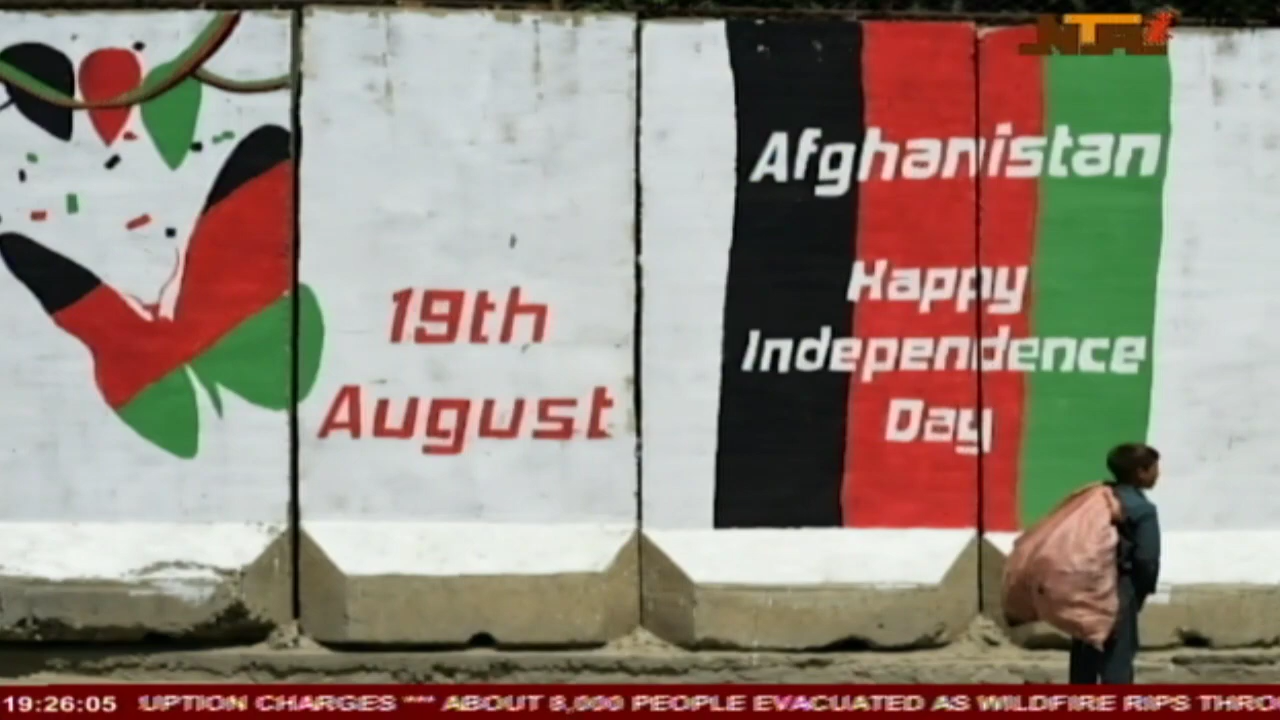 NTA
19th
August
Afghanistan
Happy
Independence
Day
19:26:05 UPTION CHARGES *** ABOUT 8,000 PEOPLE EVACUATED AS WILDFIRE RIPS THRO